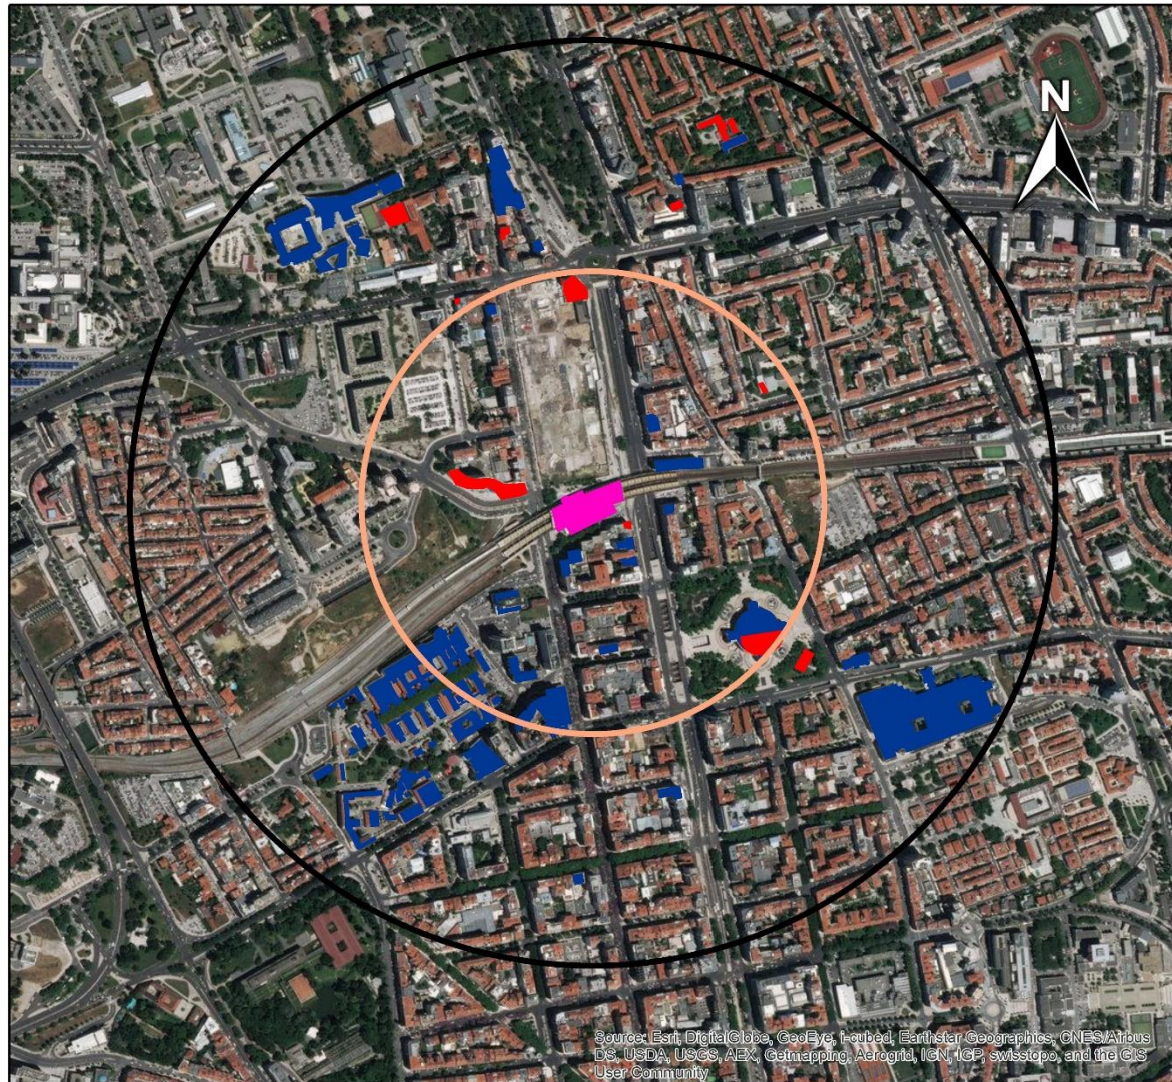 N
Source: Esri, DigitalGlobe, GeoEye, i-cubed, Earthstar Geographics, CNES/Airbus
DS, USDA, USGS, AEX, Getmapping, Aerogrid, IGN, IGP, swisstopo, and the GIS
User Community